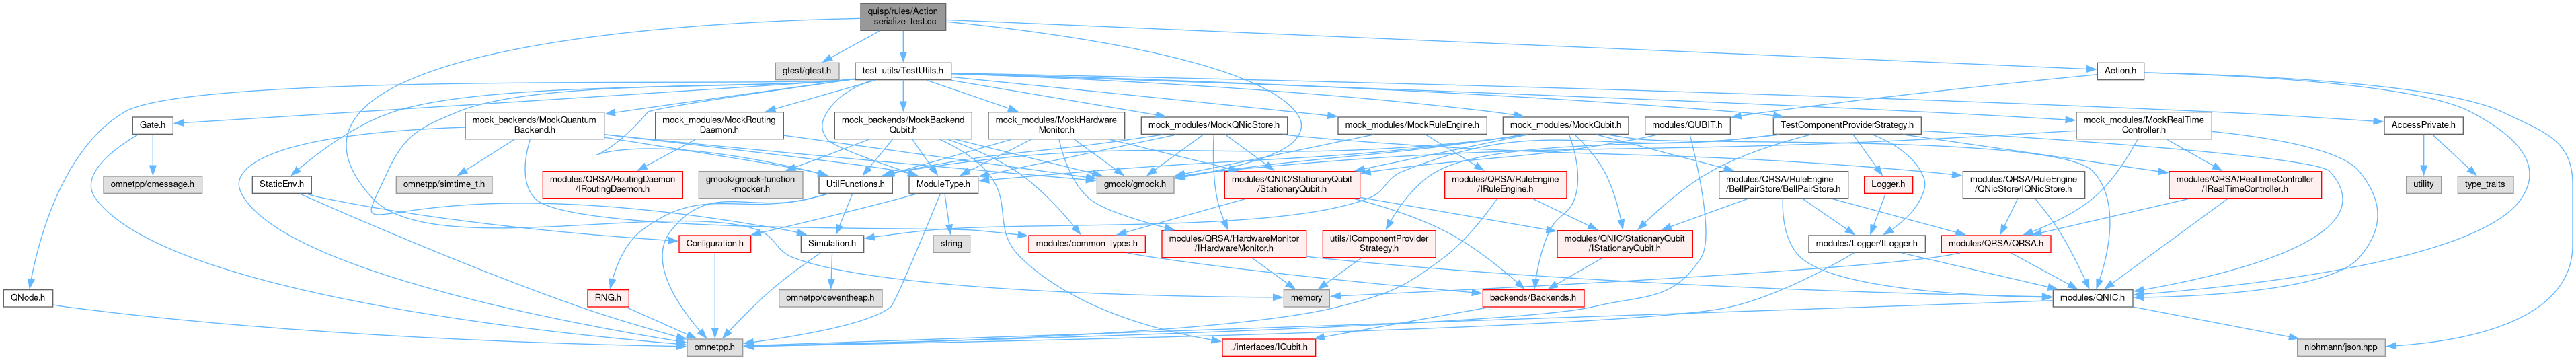 quisp/rules/Action
_serialize_test.cc
gtest/gtest.h
test_utils/TestUtils.h
Action.h
Gate.h
mock_backends/MockQuantum
Backend.h
mock_modules/MockRouting
Daemon.h
mock_backends/MockBackend
Qubit.h
mock_modules/MockHardware
Monitor.h
mock_modules/MockQNicStore.h
mock_modules/MockRuleEngine.h
mock_modules/MockQubit.h
modules/QUBIT.h
TestComponentProviderStrategy.h
mock_modules/MockRealTime
Controller.h
AccessPrivate.h
omnetpp/cmessage.h
StaticEnv.h
omnetpp/simtime_t.h
modules/QRSA/RoutingDaemon
/IRoutingDaemon.h
gmock/gmock-function
-mocker.h
UtilFunctions.h
ModuleType.h
gmock/gmock.h
modules/QNIC/StationaryQubit
/StationaryQubit.h
modules/QRSA/RuleEngine
/IRuleEngine.h
modules/QRSA/RuleEngine
/BellPairStore/BellPairStore.h
Logger.h
modules/QRSA/RuleEngine
/QNicStore/IQNicStore.h
modules/QRSA/RealTimeController
/IRealTimeController.h
utility
type_traits
Configuration.h
Simulation.h
string
modules/common_types.h
modules/QRSA/HardwareMonitor
/IHardwareMonitor.h
utils/IComponentProvider
Strategy.h
modules/QNIC/StationaryQubit
/IStationaryQubit.h
modules/Logger/ILogger.h
modules/QRSA/QRSA.h
QNode.h
RNG.h
omnetpp/ceventheap.h
memory
backends/Backends.h
modules/QNIC.h
omnetpp.h
../interfaces/IQubit.h
nlohmann/json.hpp